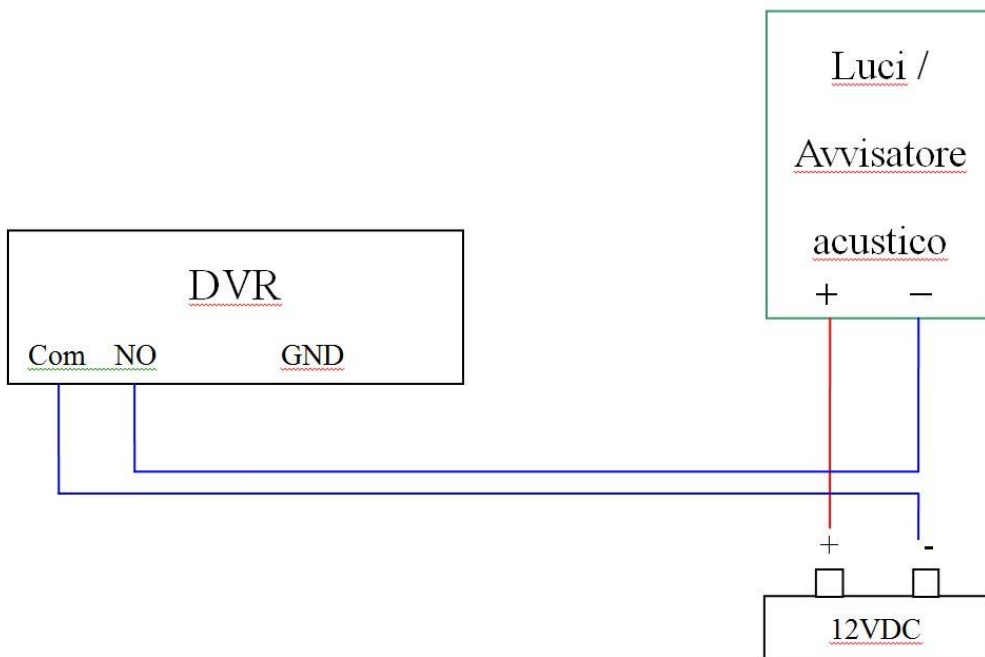 Luci /
Avvisatore
acustico
+ −
DVR
Com NO GND
+ -
12VDC